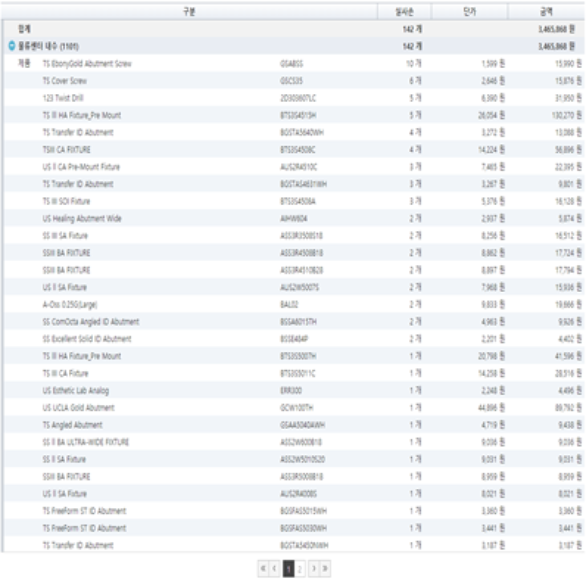 구분 실사손 단가 금액
합계 142 개 3,465,868 원
물류센터 내수 (1101) 142 개 3,465,868 원
제품 TS EbonyGold Abutment Screw GSABSS 10 개 1,599 원 15,990 원
TS Cover Screw GSCS35 6 개 2,646 원 15,876 원
123 Twist Drill 2D303607LC 5 개 6,390 원 31,950 원
TS III HA Fixture_Pre Mount BTS3S4515H 5 개 26,054 원 130,270 원
TS Transfer ID Abutment BGSTA5640WH 4 개 3,272 원 13,088 원
TSIII CA FIXTURE BTS3S4508C 4 개 14,224 원 56,896 원
US II CA Pre-Mount Fixture AUS2R4510C 3 개 7,465 원 22,395 원
TS Transfer ID Abutment BGSTAS4631WH 3 개 3,267 원 9,801 원
TS III SOI Fixture BTS3S4508A 3 개 5,376 원 16,128 원
US Healing Abutment Wide AIHW604 2 개 2,937 원 5,874 원
SS III SA Fixture ASS3R3508S18 2 개 8,256 원 16,512 원
SSIII BA FIXTURE ASS3R4508B18 2 개 8,862 원 17,724 원
SSIII BA FIXTURE ASS3R4510B28 2 개 8,897 원 17,794 원
US II SA Fixture AUS2W5007S 2 개 7,968 원 15,936 원
A-Oss 0.25G(Large) BAL02 2 개 9,833 원 19,666 원
SS ComOcta Angled ID Abutment BSSA6015TH 2 개 4,963 원 9,926 원
SS Excellent Solid ID Abutment BSSE484P 2 개 2,201 원 4,402 원
TS III HA Fixture_Pre Mount BTS3S5007H 1 개 20,798 원 41,596 원
TS III CA Fixture BTS3S5011C 1 개 14,258 원 28,516 원
US Esthetic Lab Analog ERR300 1 개 2,248 원 4,496 원
US UCLA Gold Abutment GCW100TH 1 개 44,896 원 89,792 원
TS Angled Abutment GSAA5040AWH 1 개 4,719 원 9,438 원
SS II BA ULTRA-WIDE FIXTURE ASS2W600818 1 개 9,036 원 9,036 원
SS II SA Fixture ASS2W5010S20 1 개 9,031 원 9,031 원
SSIII BA FIXTURE ASS3R5008B18 1 개 8,959 원 8,959 원
US II SA Fixture AUS2R4008S 1 개 8,021 원 8,021 원
TS FreeForm ST ID Abutment BGSFAS5015WH 1 개 3,360 원 3,360 원
TS FreeForm ST ID Abutment BGSFAS5030WH 1 개 3,441 원 3,441 원
TS Transfer ID Abutment BGSTA5450NWH 1 개 3,187 원 3,187 원
1 2